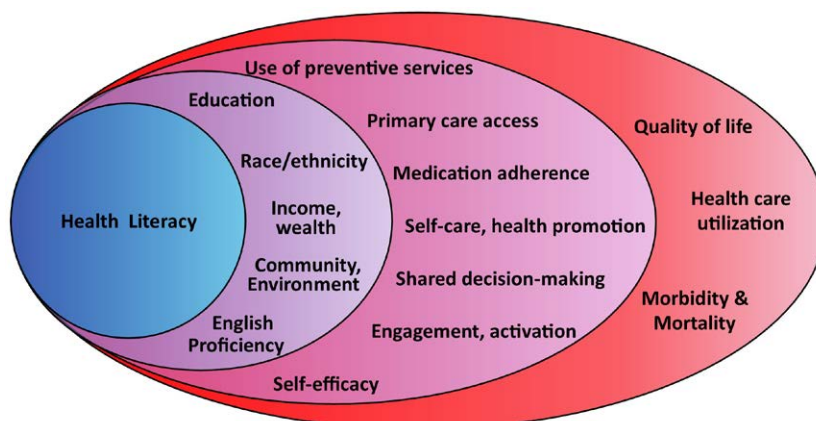 Use of preventive services
Education
Primary care access
Quality of life
Race/ethnicity
Medication adherence
Health Literacy
Income,
wealth
Self-care, health promotion
Health care
utilization
Community,
Environment
Shared decision-making
Morbidity &
Mortality
English
Proficiency
Engagement, activation
Self-efficacy